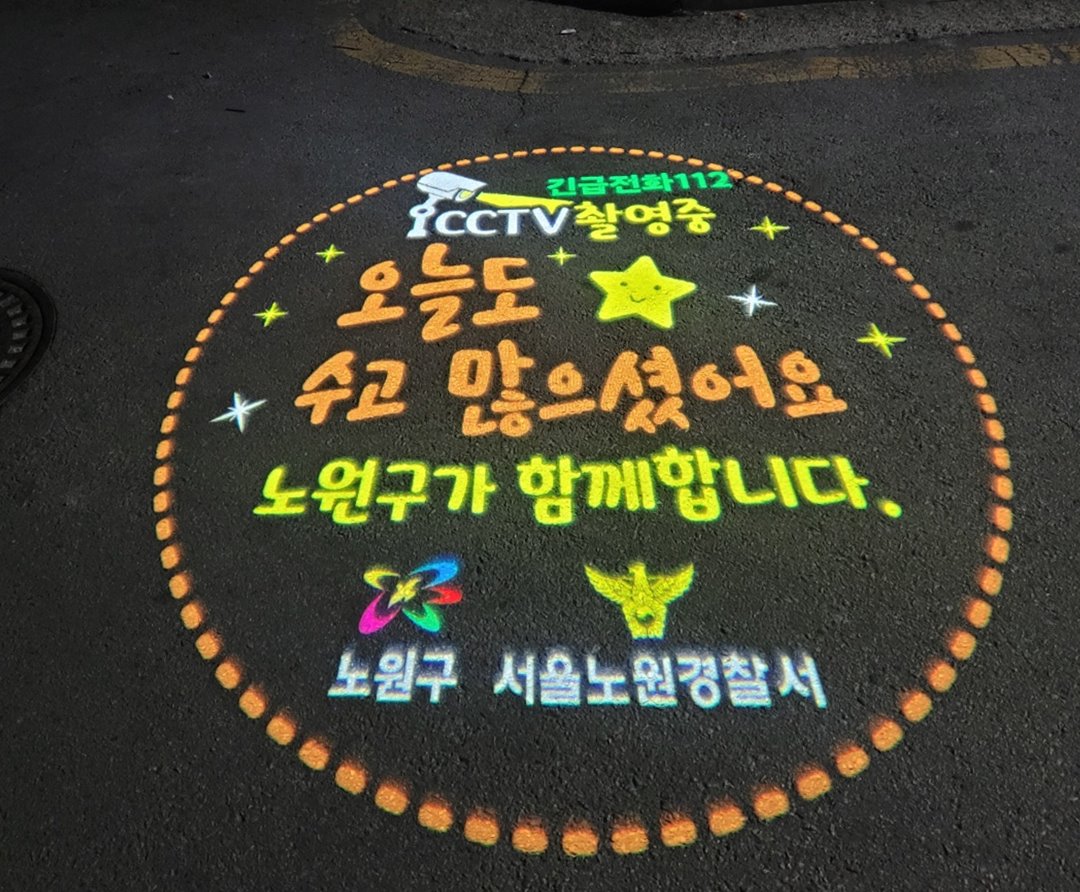 긴급전화112
CCTV촬영중
오늘도
수고 많으셨어요
노원구가 함께합니다.
노원구 서울노원경찰서